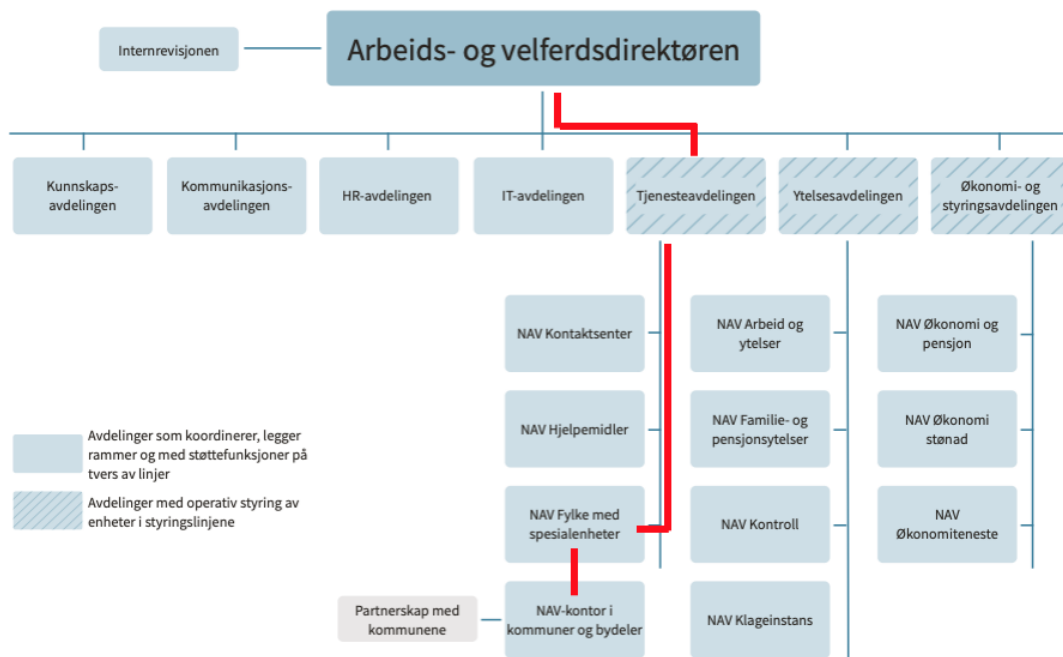 Internrevisjonen
Arbeids- og velferdsdirektøren
Kunnskaps-
avdelingen
Kommunikasjons-
avdelingen
HR-avdelingen
IT-avdelingen
Tjenesteavdelingen
Ytelsesavdelingen
Økonomi- og
styringsavdelingen
NAV Kontaktsenter
NAV Arbeid og
ytelser
NAV Økonomi og
pensjon
NAV Hjelpemidler
NAV Familie- og
pensjonsytelser
NAV Økonomi
stønad
Avdelinger som koordinerer, legger
rammer og med støttefunksjoner på
tvers av linjer
Avdelinger med operativ styring av
enheter i styringslinjene
NAV Fylke med
spesialenheter
NAV Kontroll
NAV
Økonomiteneste
Partnerskap med
kommunene
NAV-kontor i
kommuner og bydeler
NAV Klageinstans